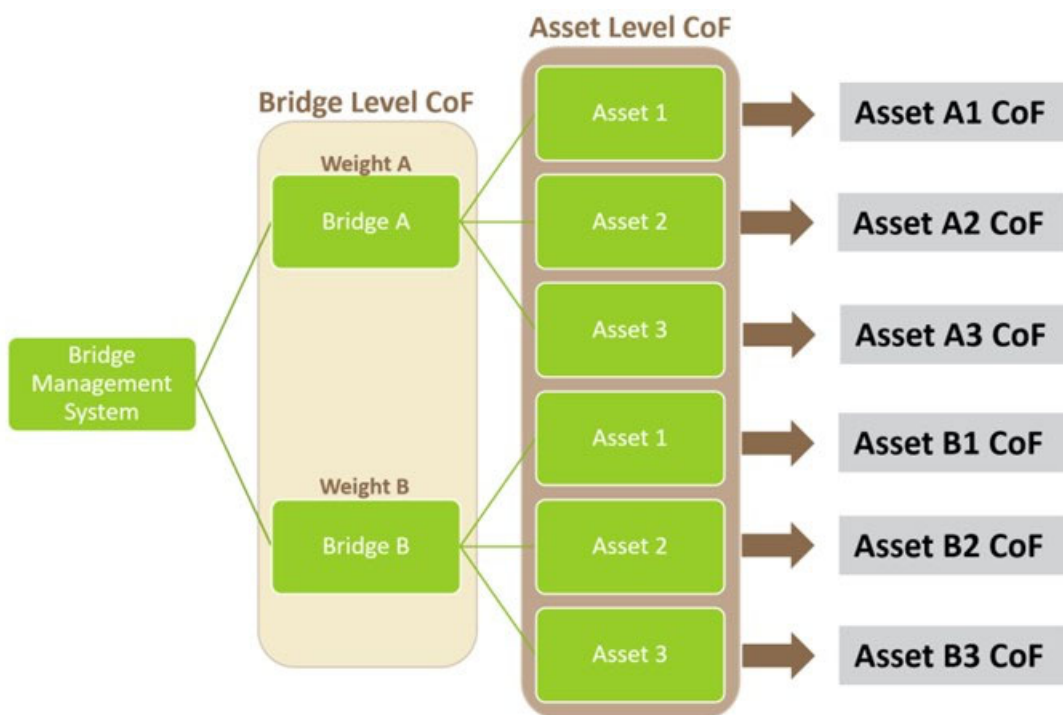 Asset Level CoF
Bridge Level CoF
Asset 1
Asset A1 CoF
Weight A
Bridge A
Asset 2
Asset A2 CoF
Asset 3
Asset A3 CoF
Bridge
Management
System
Asset 1
Asset B1 CoF
Weight B
Bridge B
Asset 2
Asset B2 CoF
Asset 3
Asset B3 CoF